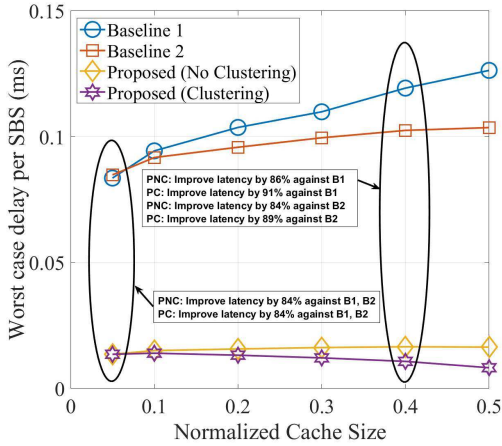 0.15
Baseline 1
Baseline 2
Proposed (No Clustering)
Proposed (Clustering)
Worst case delay per SBS (ms)
0.1
PNC: Improve latency by 86% against B1
PC: Improve latency by 91% against B1
PNC: Improve latency by 84% against B2
PC: Improve latency by 89% against B2
0.05
PNC: Improve latency by 84% against B1, B2
PC: Improve latency by 84% against B1, B2
0
0 0.1 0.2 0.3 0.4 0.5
Normalized Cache Size